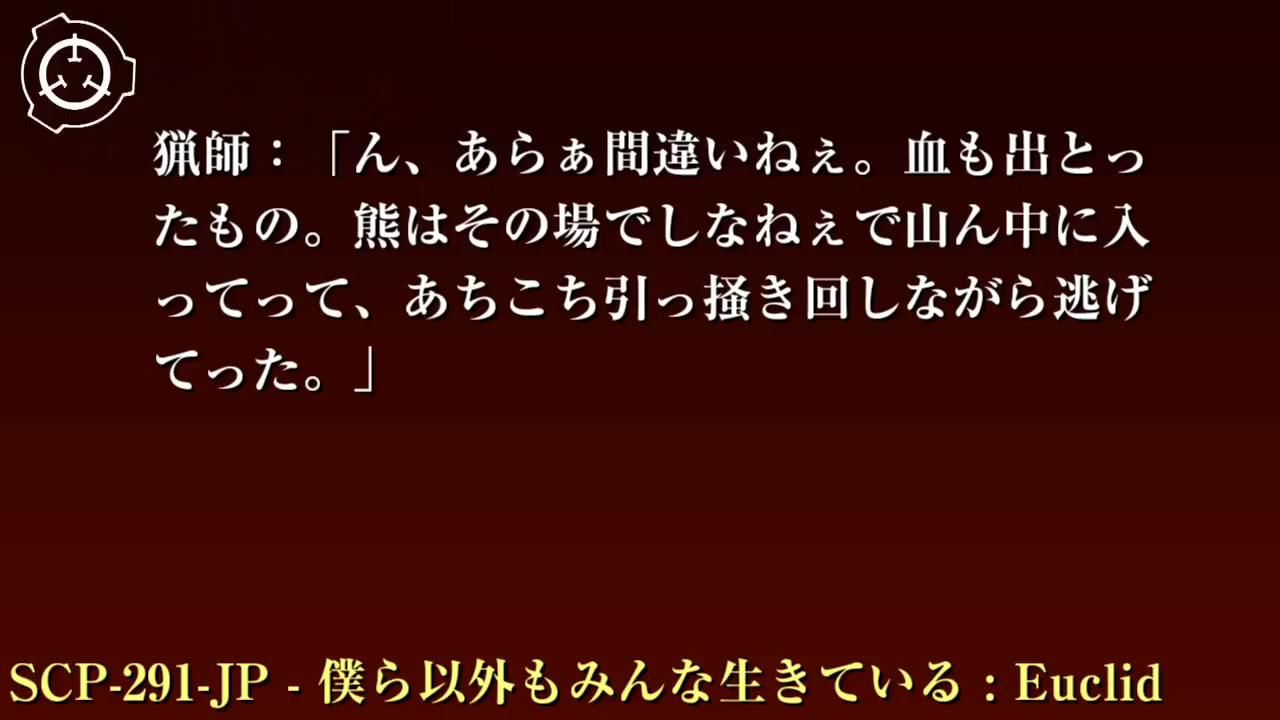 猟師：「ん、あらぁ間違いねぇ。血も出とっ
たもの。熊はその場でしなねぇで山ん中に入
ってって、あちこち引っ掻き回しながら逃げ
てった。」
SCP-291-JP - 僕ら以外もみんな生きている : Euclid